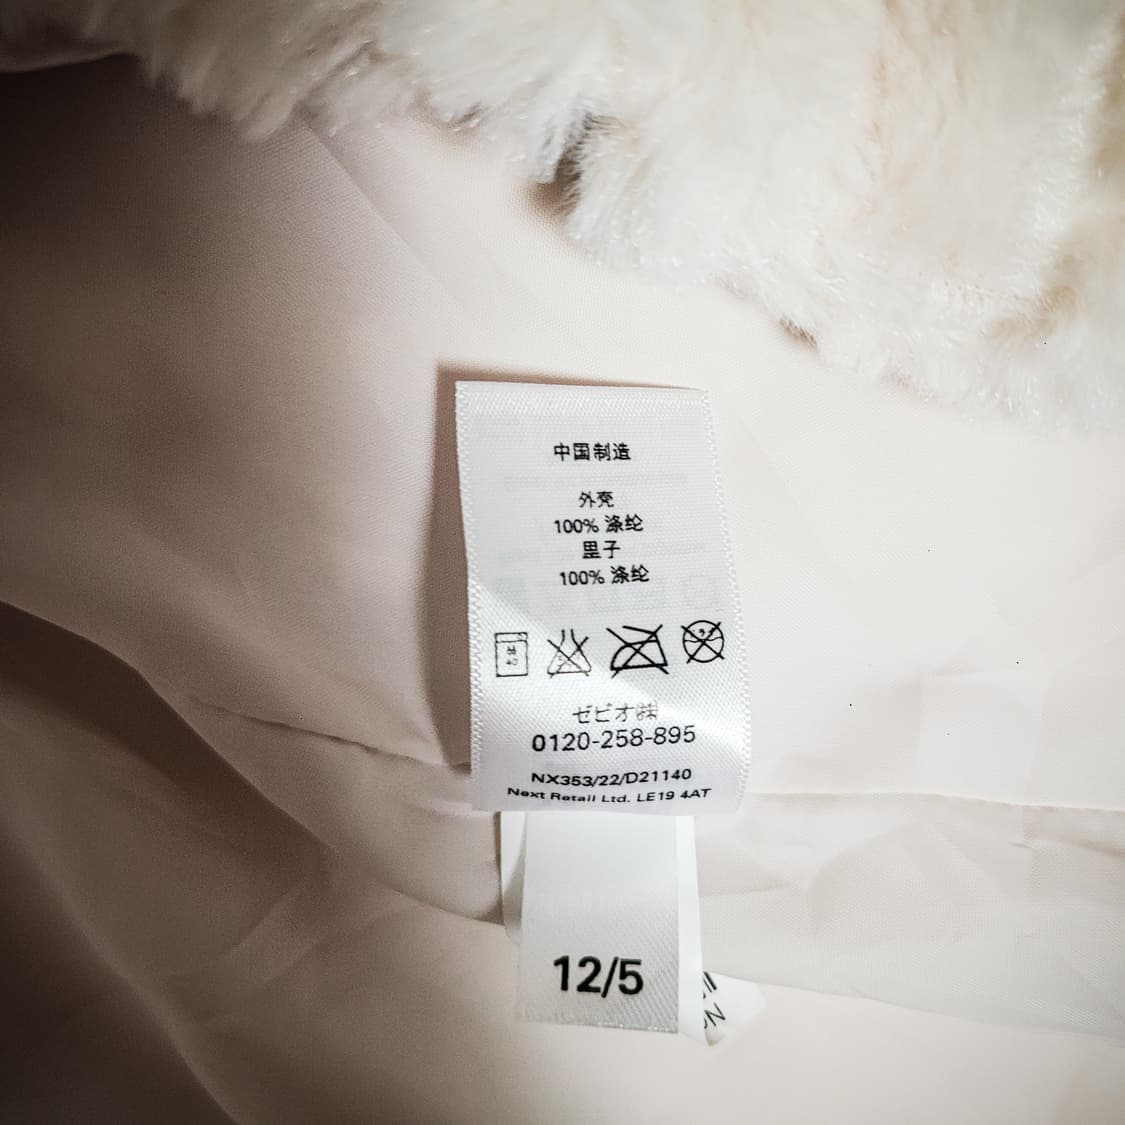 中国制造
外壳
100% 涤纶
里子
100% 涤纶
ゼビオ㈱
0120-258-895
NX353/22/D21140
Next Retail Ltd. LE19 4AT
12/5